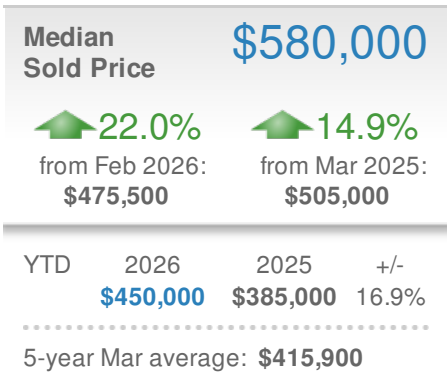 Median
Sold Price
$580,000
22.0%
from Feb 2026:
$475,500
14.9%
from Mar 2025:
$505,000
YTD 2026 2025 +/-
$450,000 $385,000 16.9%
5-year Mar average: $415,900